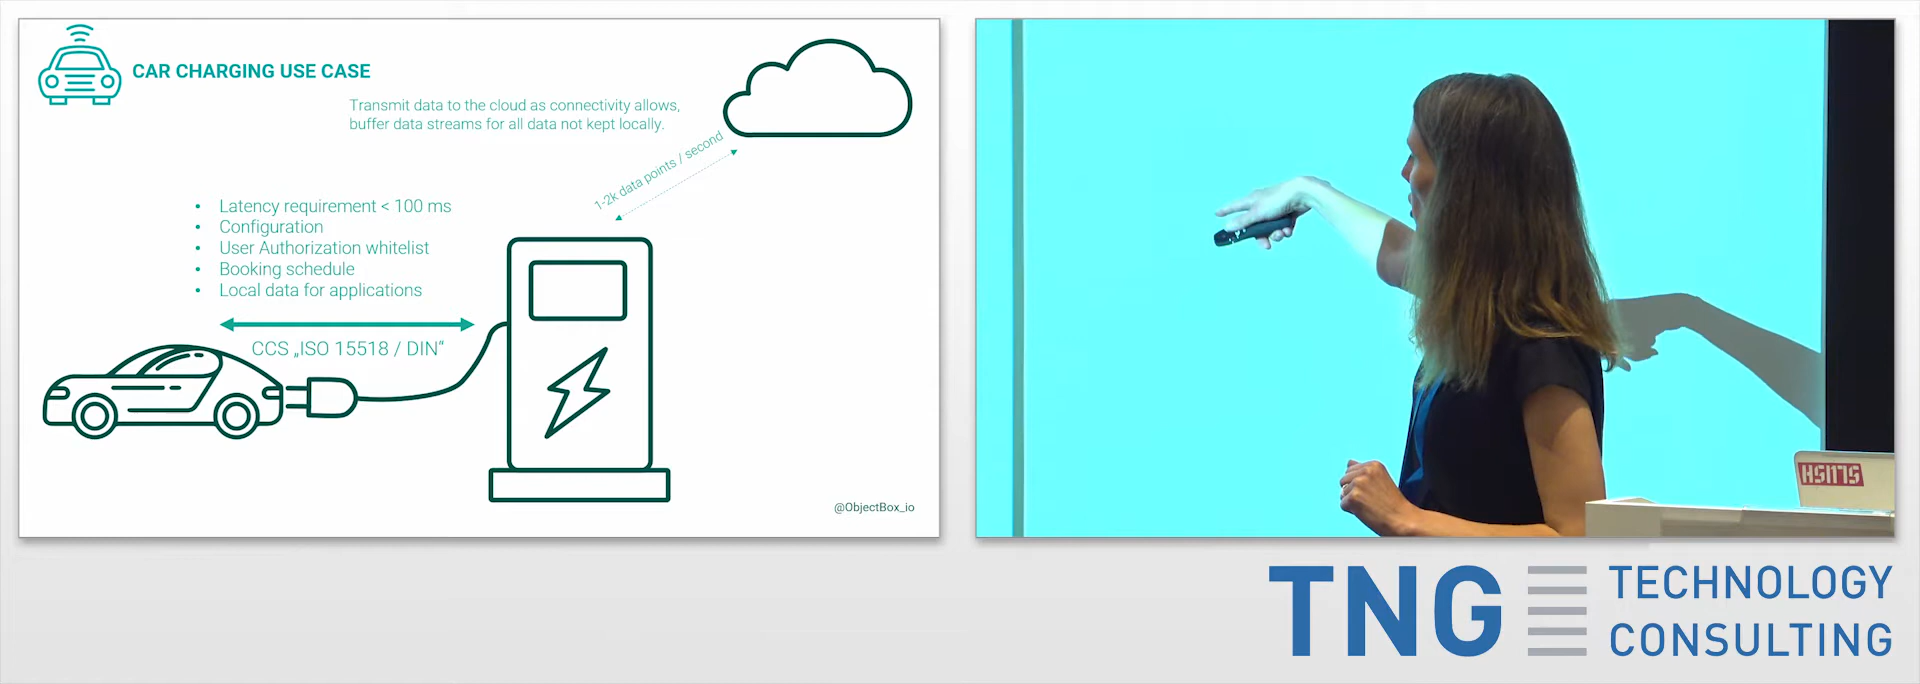 CAR CHARGING USE CASE
Transmit data to the cloud as connectivity allows,
buffer data streams for all data not kept locally.
1-2k data points / second
• Latency requirement < 100 ms
• Configuration
• User Authorization whitelist
• Booking schedule
• Local data for applications
CCS „ISO 15518 / DIN“
@ObjectBox_io
TNG TECHNOLOGY
CONSULTING